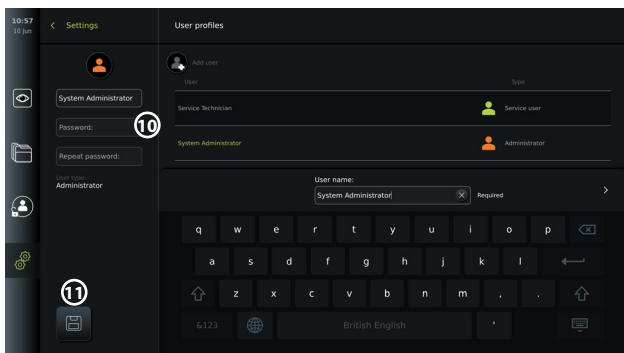 10:57
10 Jun
Settings
User profiles
Add user
User
Type
System Administrator
Service Technician
Service user
Password:
10
System Administrator
Administrator
Repeat password:
User type:
Administrator
User name:
System Administrator
Required
q w e r t y u i o p
a s d f g h j k l
11
z x c v b n m , .
&123
British English
'